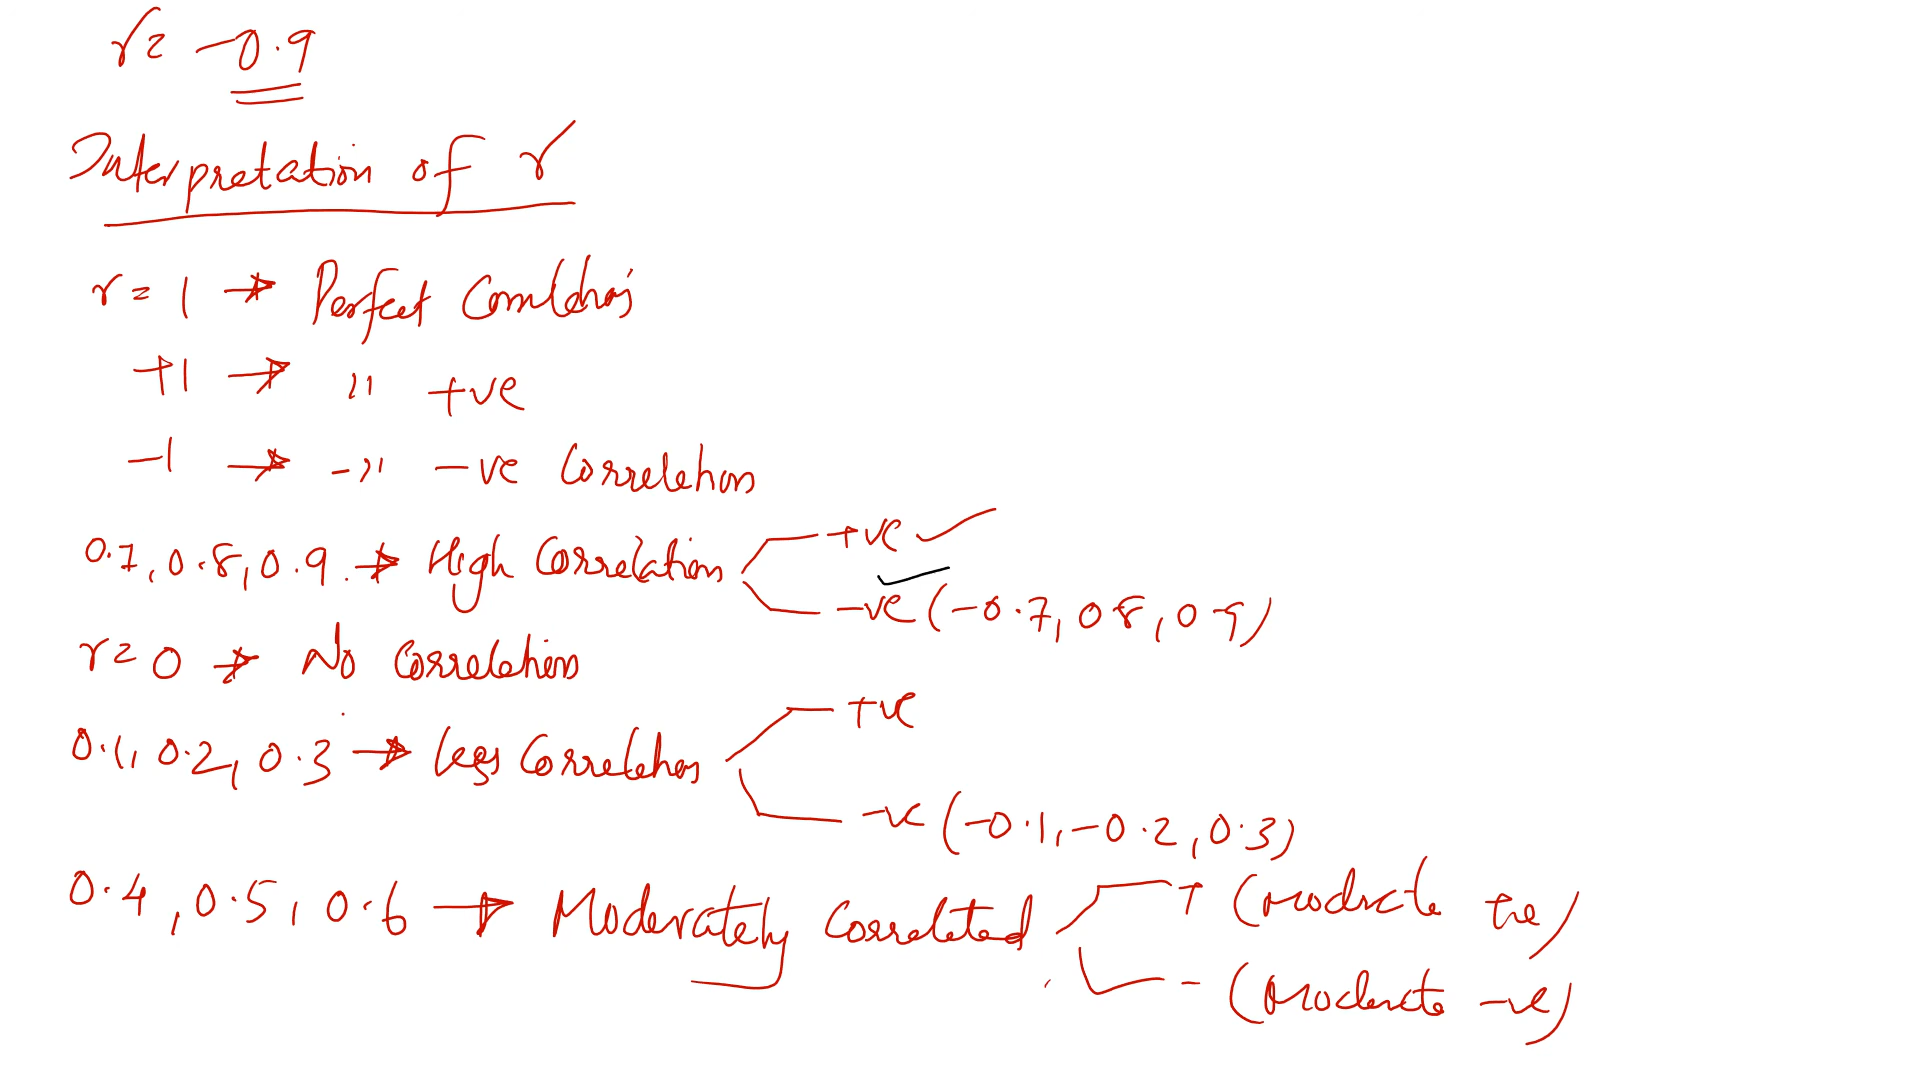 r = -0.9
Interpretation of r
r = 1 → Perfect Correlation
+1 → " +ve
-1 → -"- -ve Correlation
0.7, 0.8, 0.9 → High Correlation
+ve ✓
✓
-ve (-0.7, 0.8, 0.9)
r = 0 → No Correlation
0.1, 0.2, 0.3 → Less Correlation
+ve
-ve (-0.1, -0.2, 0.3)
0.4, 0.5, 0.6 → Moderately Correlated
+ (moderate +ve)
- (moderate -ve)